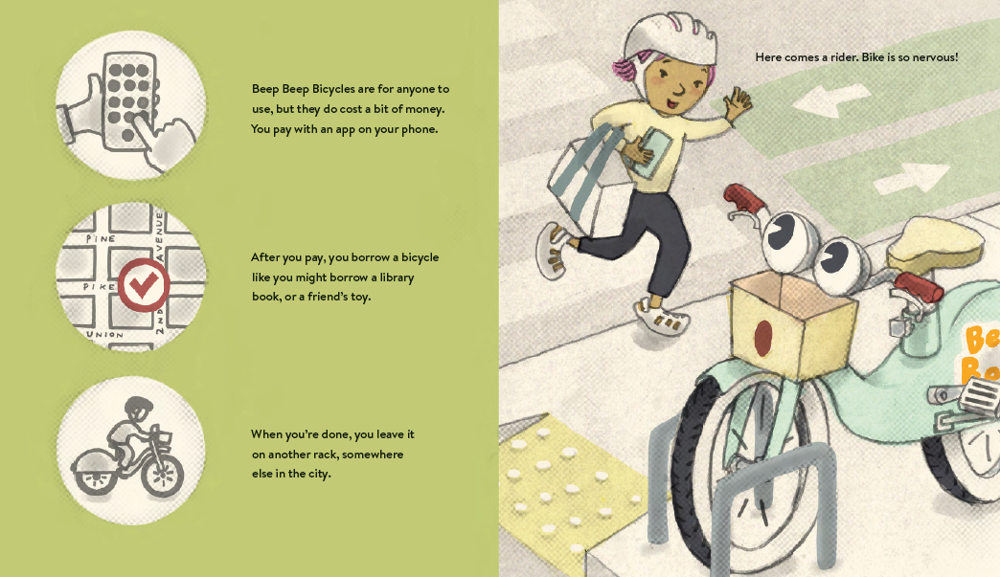 Beep Beep Bicycles are for anyone to
use, but they do cost a bit of money.
You pay with an app on your phone.
PINE
AVENUE
PIKE
2ND
UNION
After you pay, you borrow a bicycle
like you might borrow a library
book, or a friend's toy.
When you're done, you leave it
on another rack, somewhere
else in the city.
Here comes a rider. Bike is so nervous!
Be
Bo